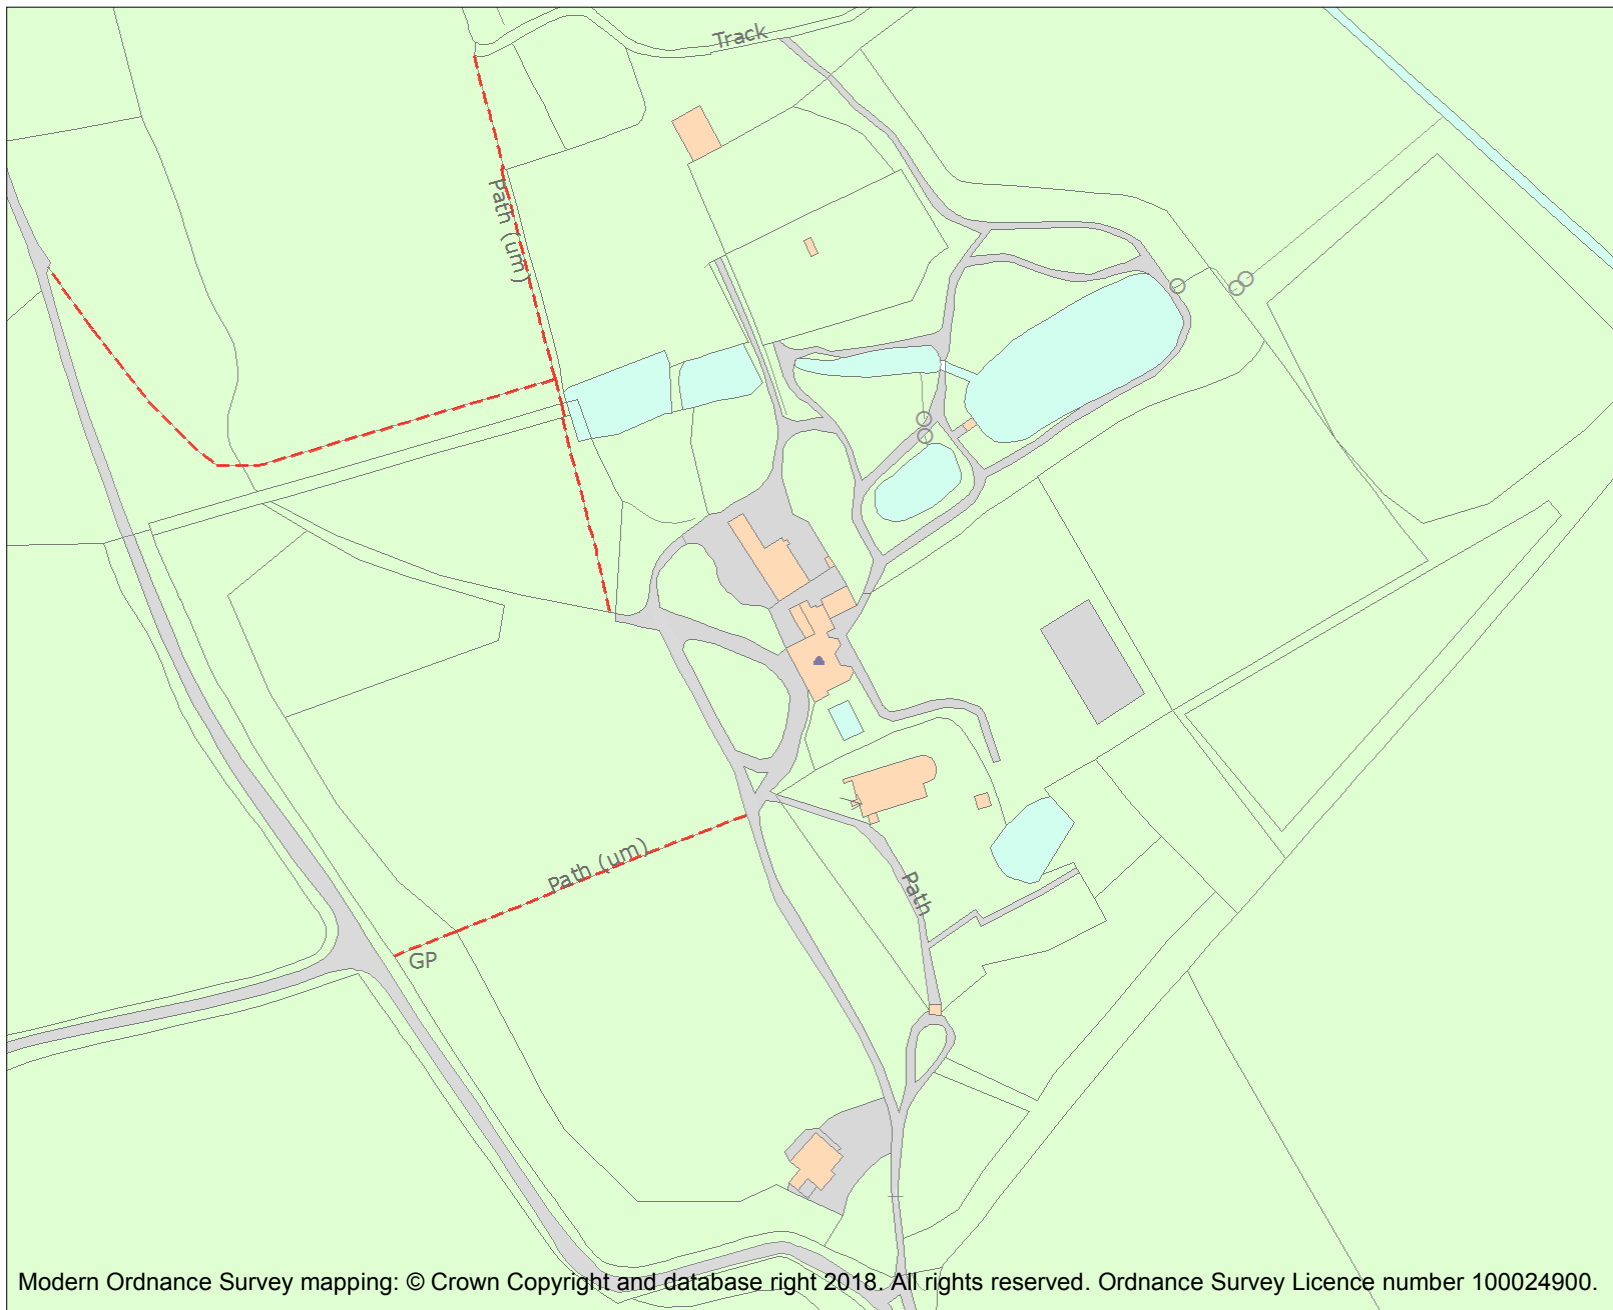 Track
Path (um)
Path (um)
Path
GP
Modern Ordnance Survey mapping: © Crown Copyright and database right 2018. All rights reserved. Ordnance Survey Licence number 100024900.